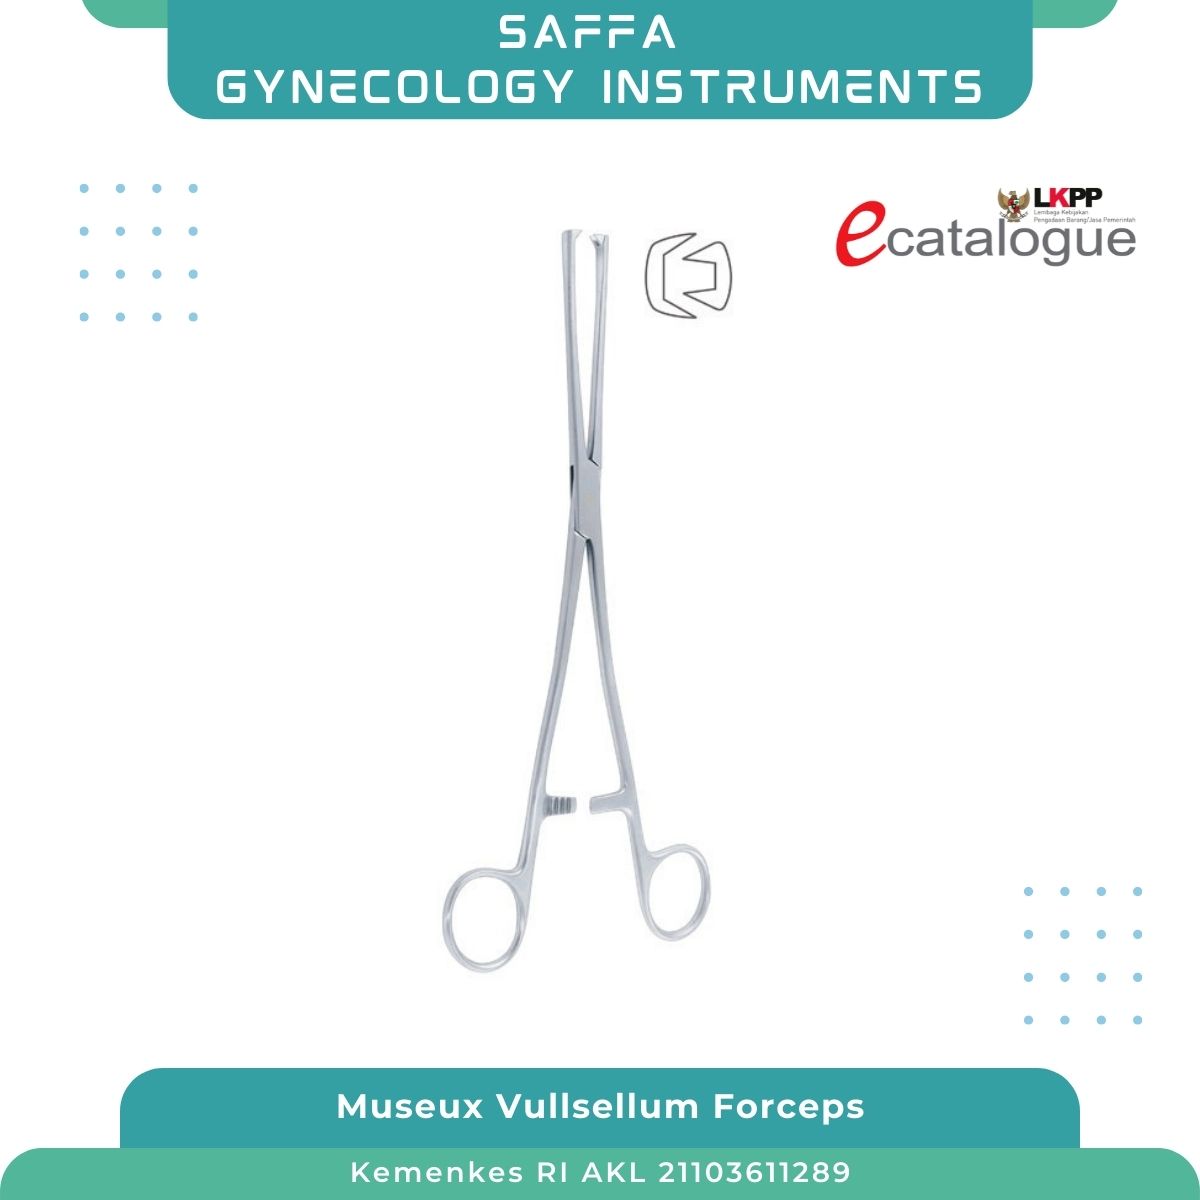 SAFFA
GYNECOLOGY INSTRUMENTS
LKPP
Lembaga Kebijakan
Pengadaan Barang/Jasa Pemerintah
ecatalogue
Museux Vullsellum Forceps
Kemenkes RI AKL 21103611289